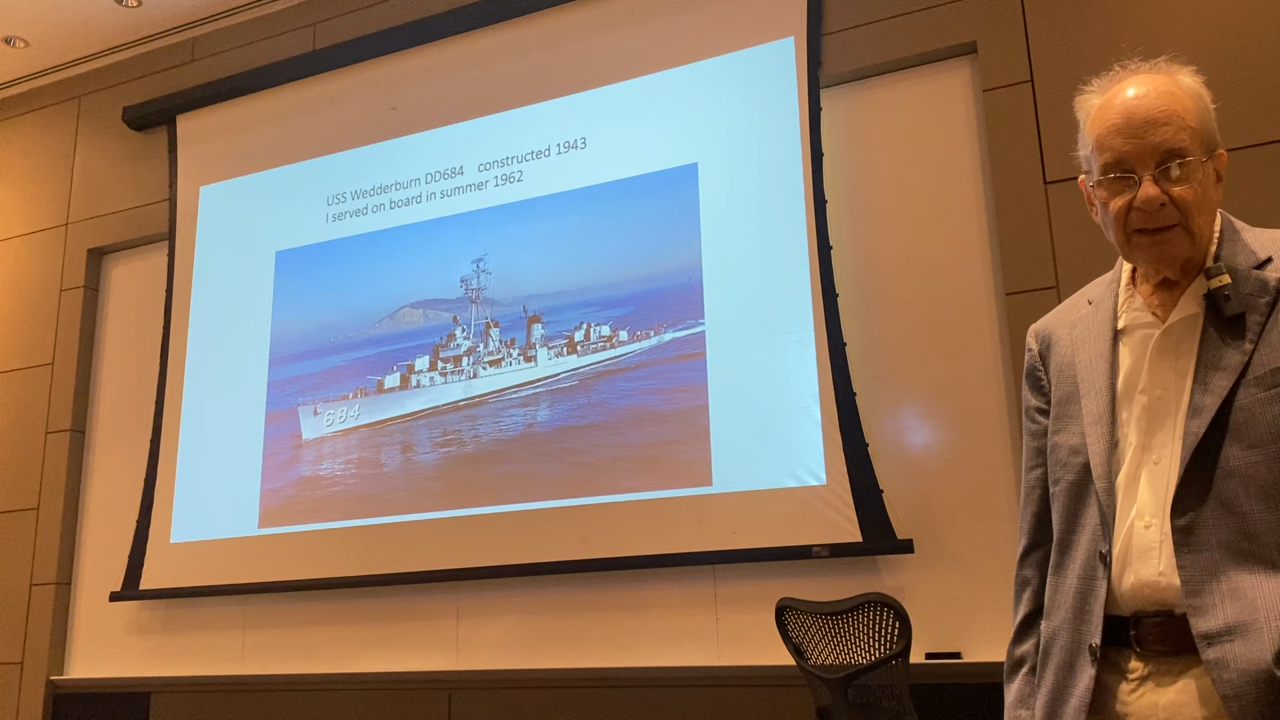 USS Wedderburn DD684 constructed 1943
I served on board in summer 1962
684